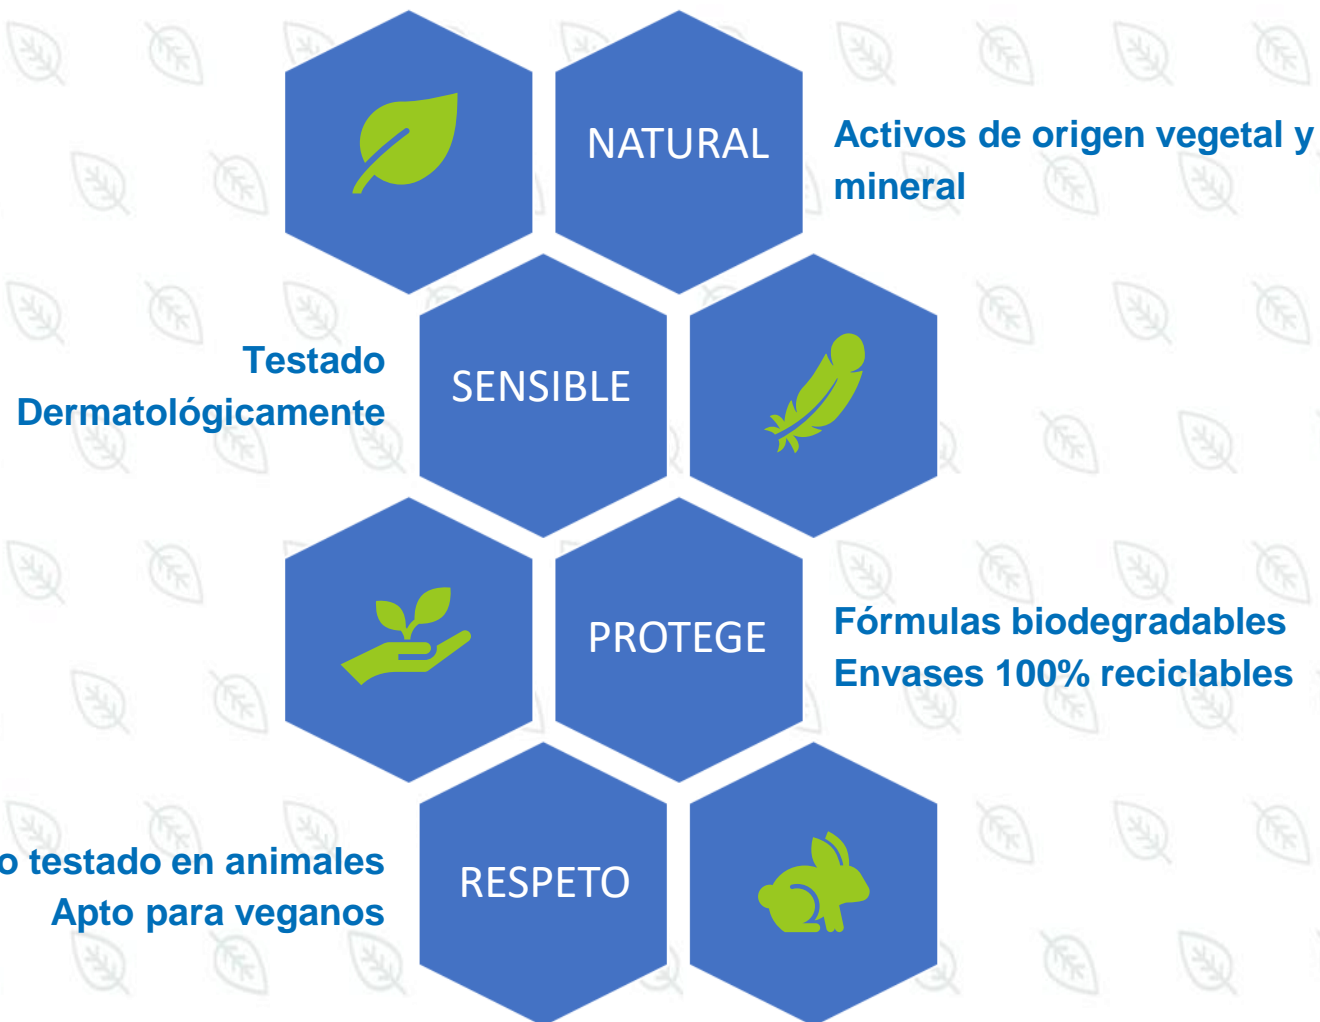 NATURAL
Activos de origen vegetal y
mineral
Testado
Dermatológicamente
SENSIBLE
PROTEGE
Fórmulas biodegradables
Envases 100% reciclables
o testado en animales
Apto para veganos
RESPETO